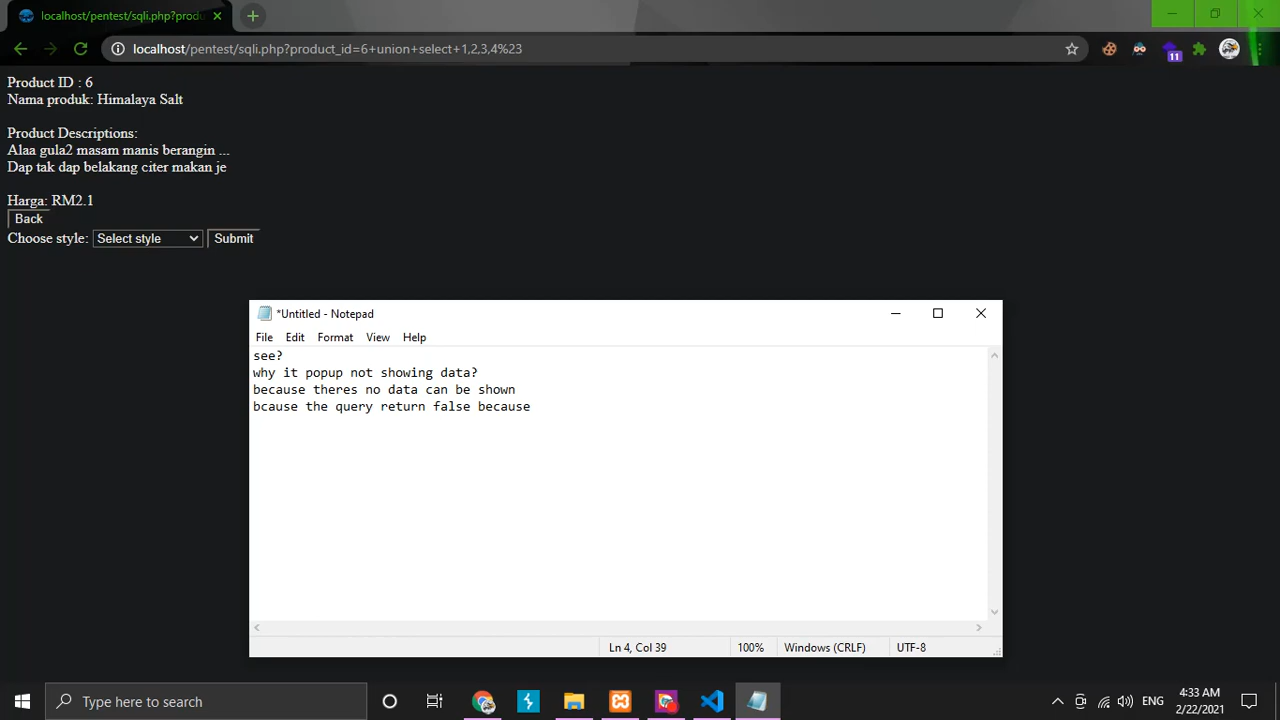 localhost/pentest/sqli.php?produ
localhost/pentest/sqli.php?product_id=6+union+select+1,2,3,4%23
11
Product ID : 6
Nama produk: Himalaya Salt
Product Descriptions:
Alaa gula2 masam manis berangin ...
Dap tak dap belakang citer makan je
Harga: RM2.1
Back
Choose style: Select style Submit
*Untitled - Notepad
File Edit Format View Help
see?
why it popup not showing data?
because theres no data can be shown
bcause the query return false because
Ln 4, Col 39 100% Windows (CRLF) UTF-8
Type here to search
ENG
4:33 AM
2/22/2021